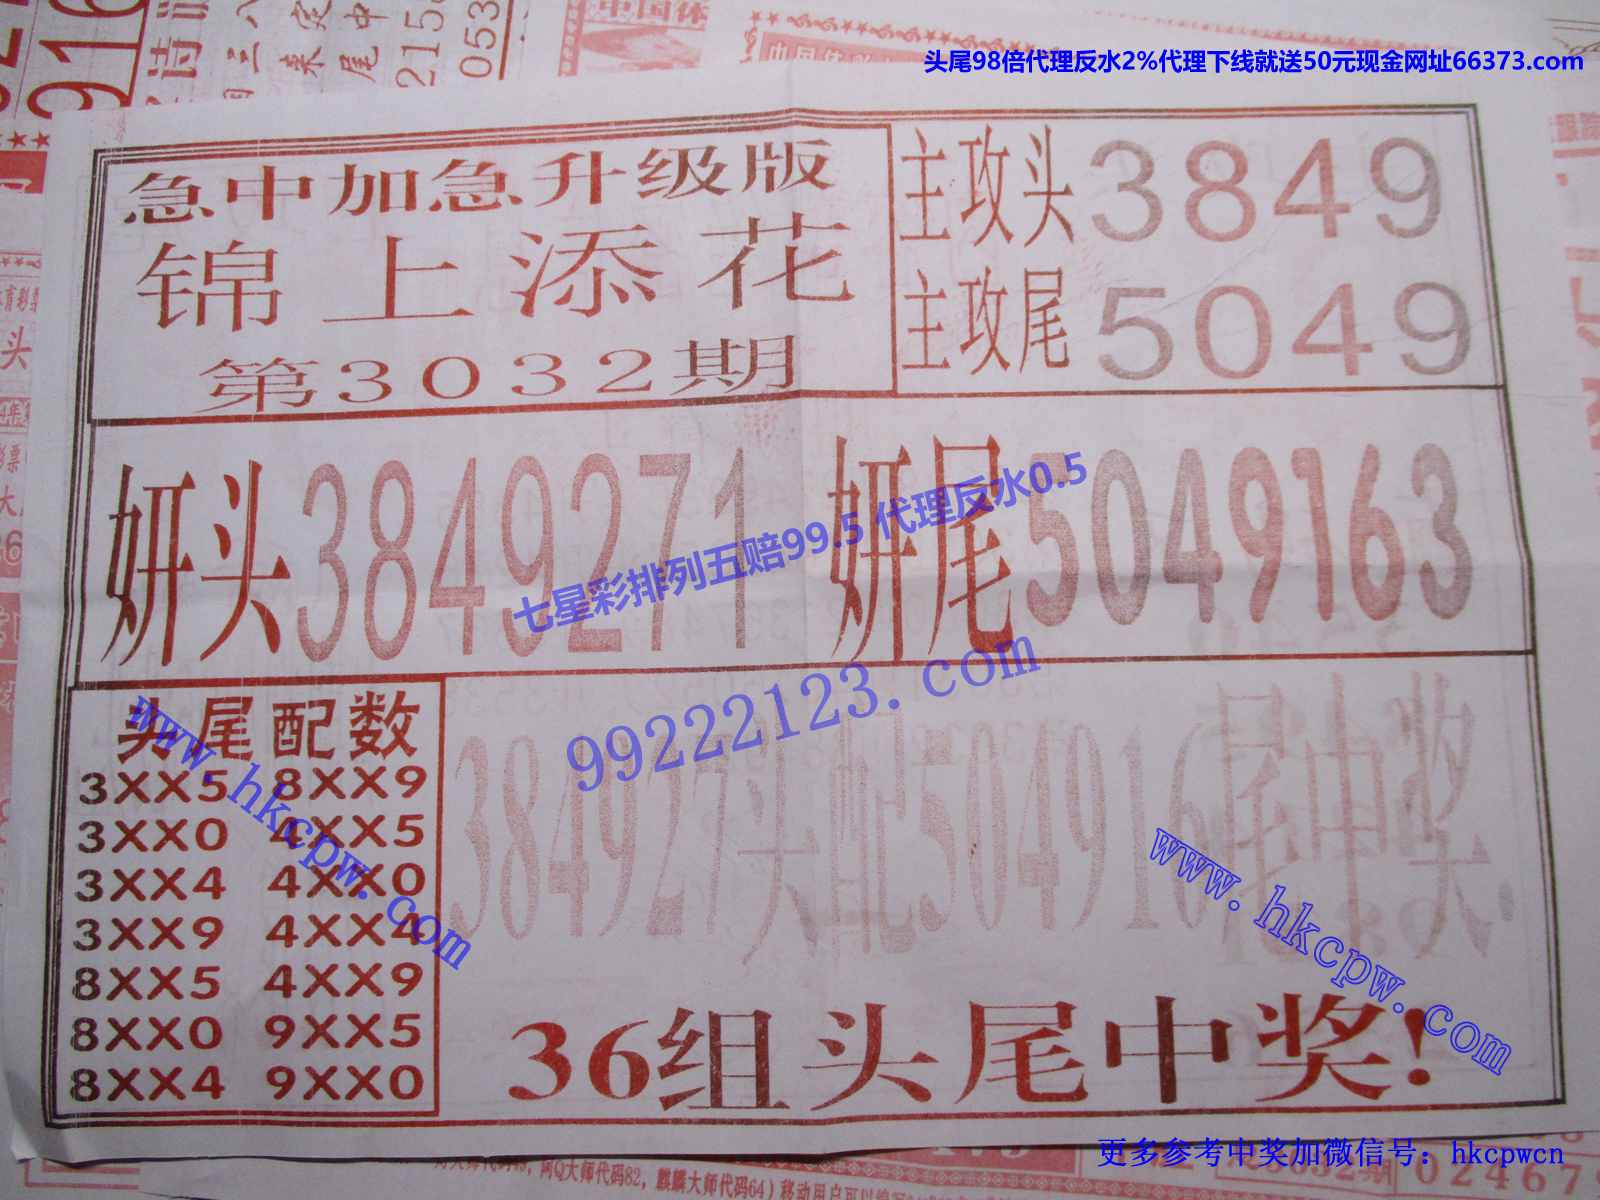 头尾98倍代理反水2%代理下线就送50元现金网址66373.com
急中加急升级版
锦上添花
第3032期
主攻头3849
主攻尾5049
妍头3849271
妍尾5049163
七星彩排列五赔99.5 代理反水0.5
99222123.com
头尾配数
3XX5 8XX9
3XX0 4XX5
3XX4 4XX0
3XX9 4XX4
8XX5 4XX9
8XX0 9XX5
8XX4 9XX0
www.hkcpw.com
384927头配504916尾中奖.
www.hkcpw.com
36组头尾中奖!
更多参考中奖加微信号：hkcpwcn